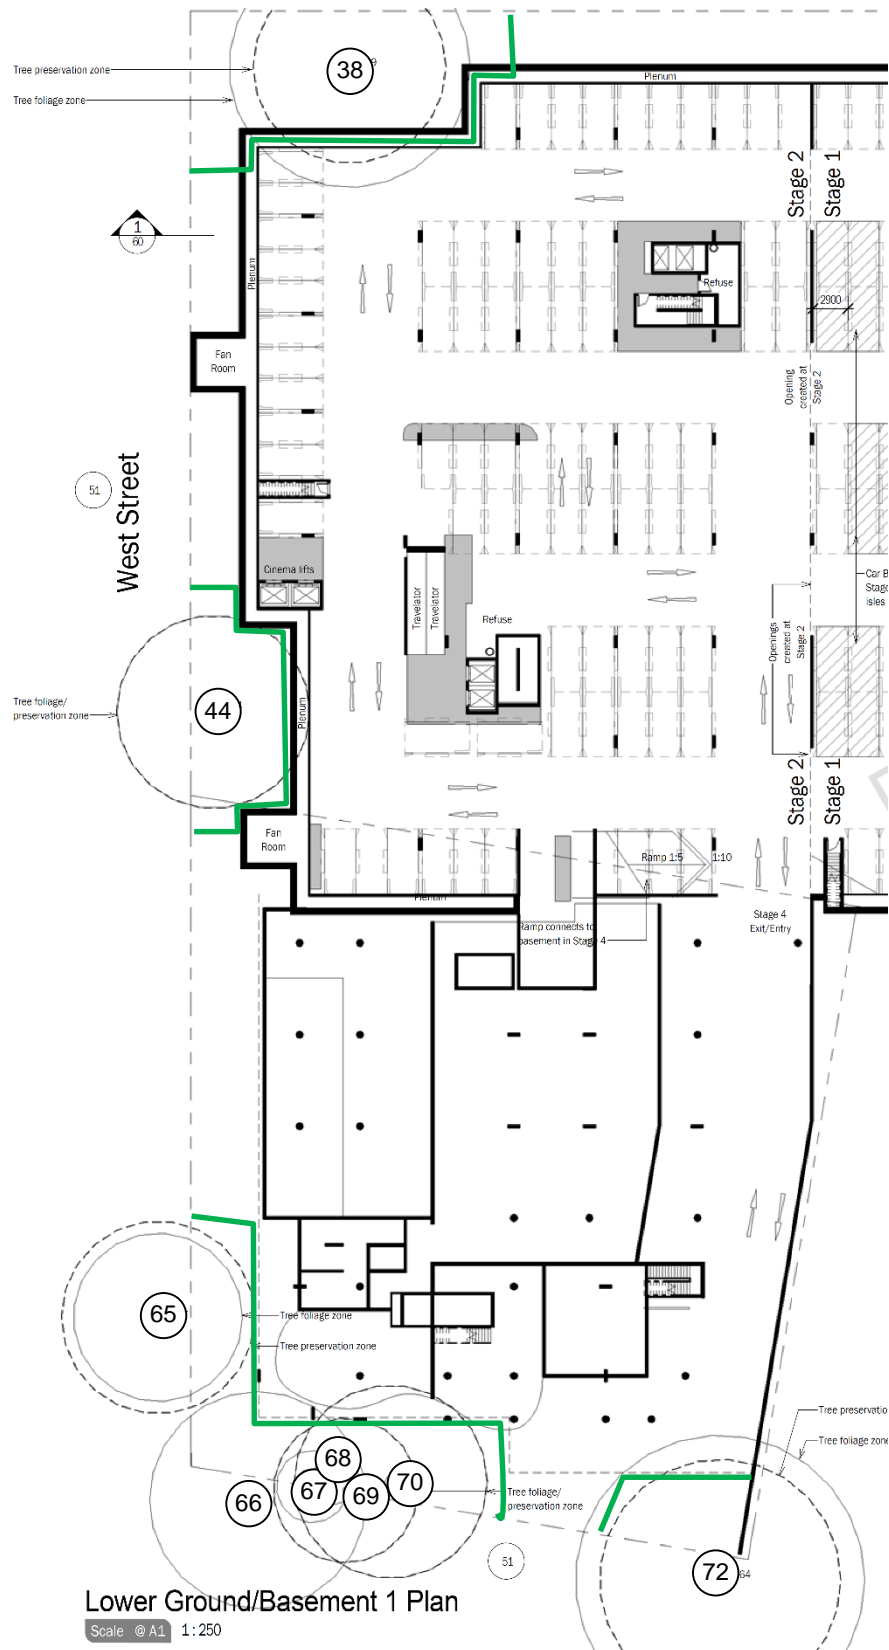 38
9
Tree preservation zone
Tree foliage zone
Plenum
Stage 2
Stage 1
1
60
Plenum
Refuse
2900
Fan
Room
Opening
created at
Stage 2
51
West Street
Cinema lifts
Travelator
Travelator
Refuse
Car B
Stage
isles
Openings
created at
Stage 2
Tree foliage/
preservation zone
44
Plenum
Stage 2
Stage 1
Fan
Room
Ramp 1:5
1:10
Plenum
Ramp connects to
basement in Stage 4
Stage 4
Exit/Entry
65
Tree foliage zone
Tree preservation zone
Tree preservatio
Tree foliage zone
68
67
69
70
66
Tree foliage/
preservation zone
51
72
64
Lower Ground/Basement 1 Plan
Scale @ A1 1 : 250